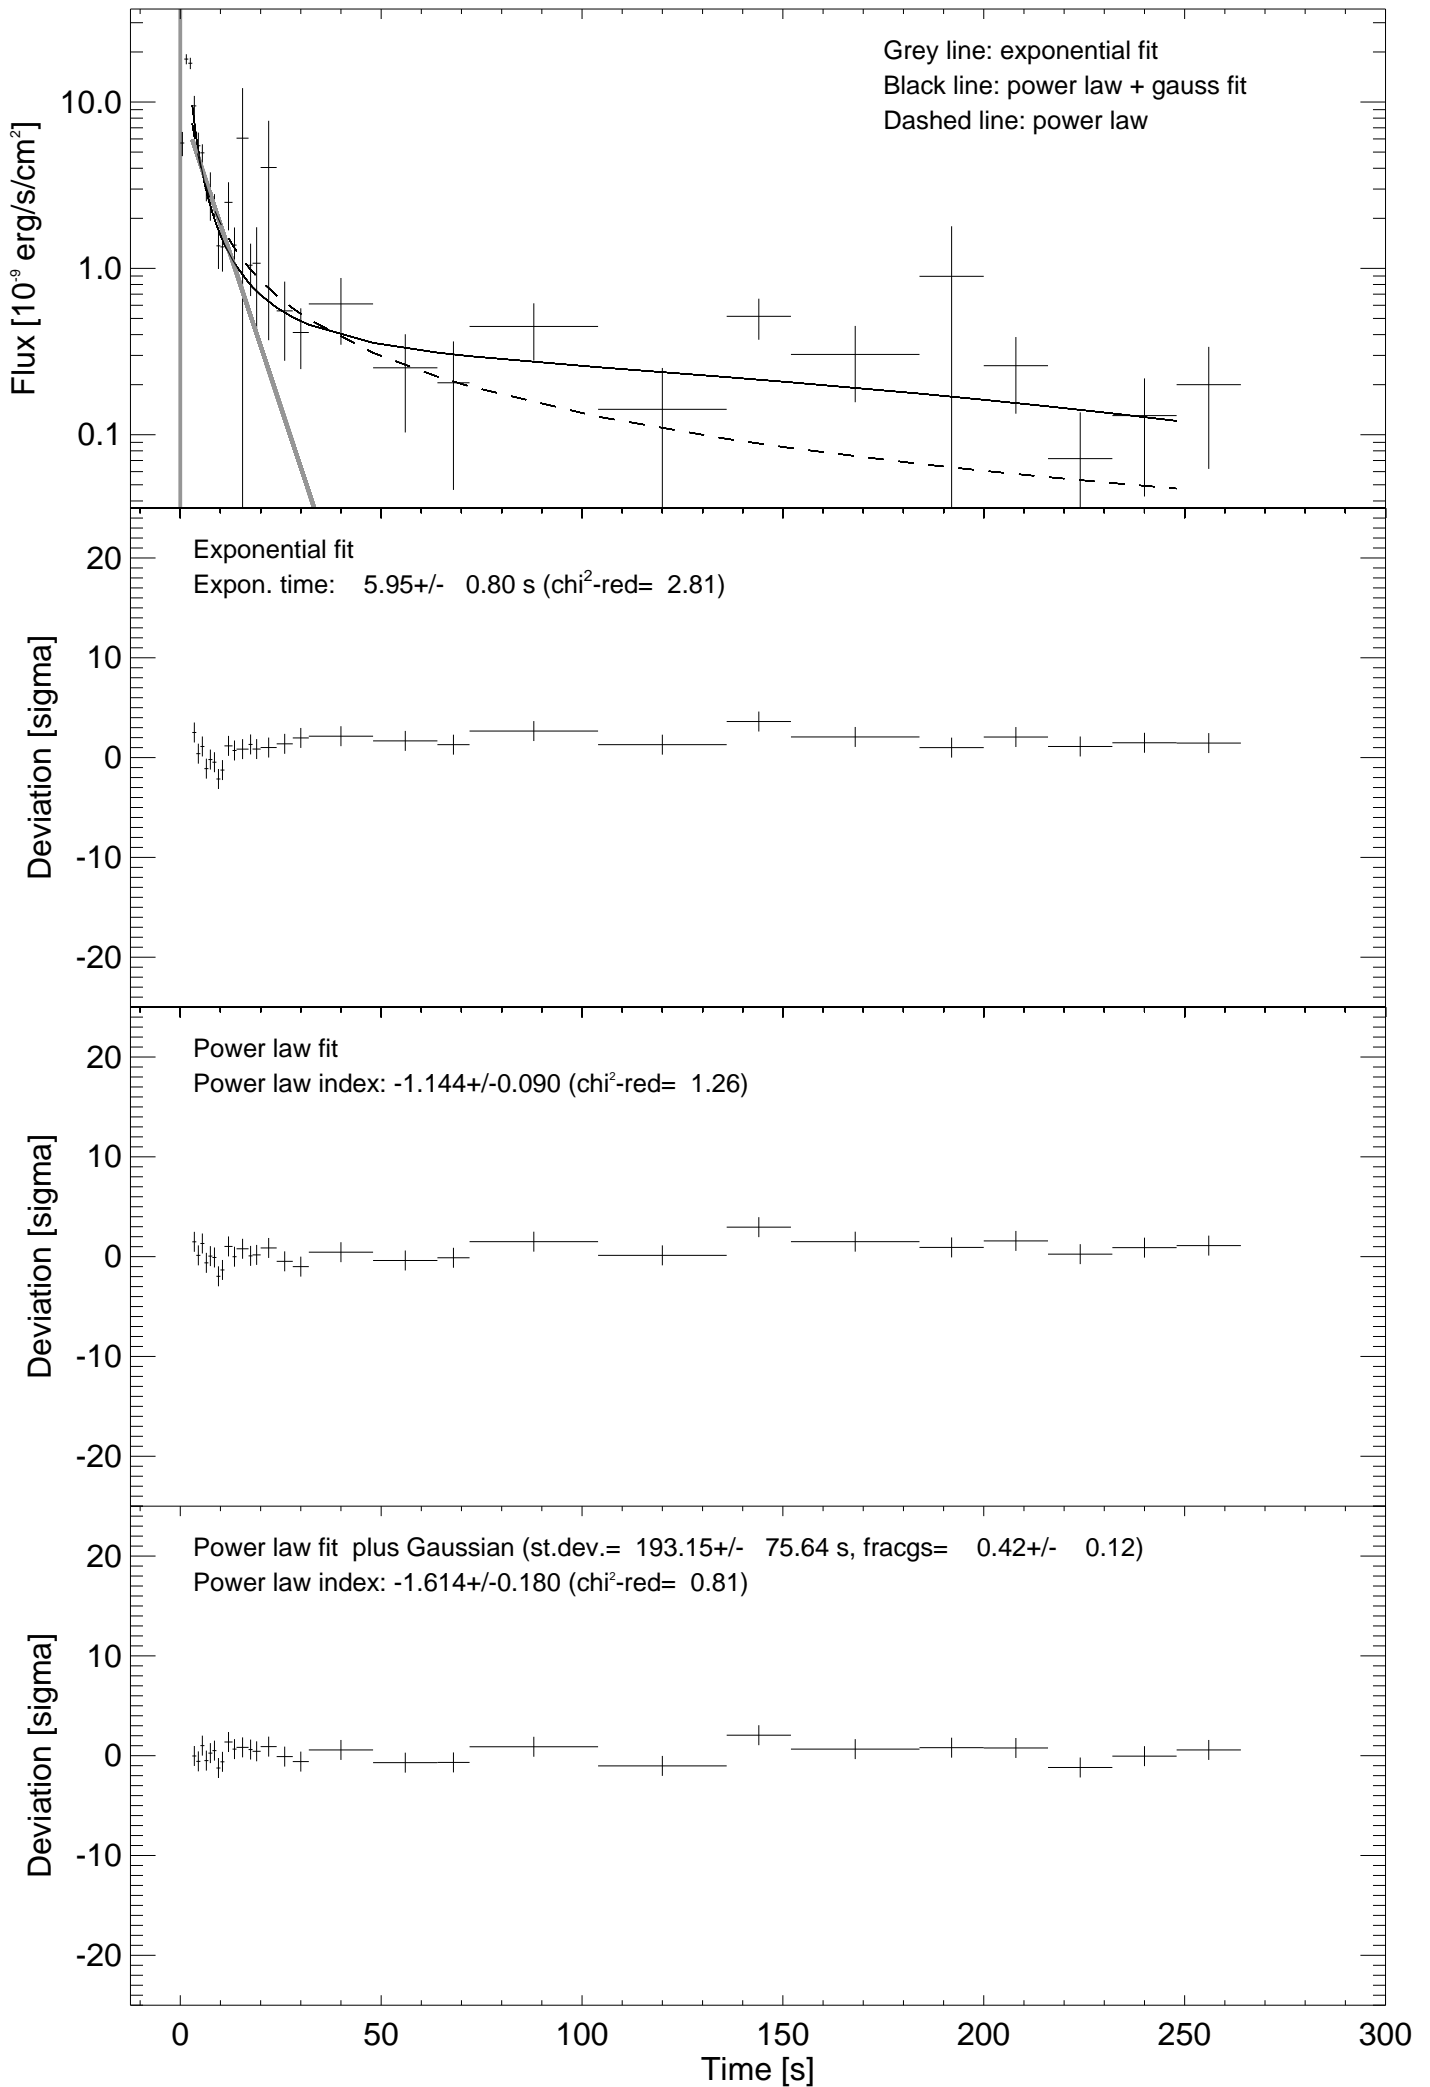 Grey line: exponential fit
Black line: power law + gauss fit
Dashed line: power law
Flux [10⁻⁹ erg/s/cm²]
10.0
1.0
0.1
Exponential fit
Expon. time: 5.95+/- 0.80 s (chi²-red= 2.81)
Deviation [sigma]
20
10
0
-10
-20
Power law fit
Power law index: -1.144+/-0.090 (chi²-red= 1.26)
Deviation [sigma]
20
10
0
-10
-20
Power law fit plus Gaussian (st.dev.= 193.15+/- 75.64 s, fracgs= 0.42+/- 0.12)
Power law index: -1.614+/-0.180 (chi²-red= 0.81)
Deviation [sigma]
20
10
0
-10
-20
0 50 100 150 200 250 300
Time [s]